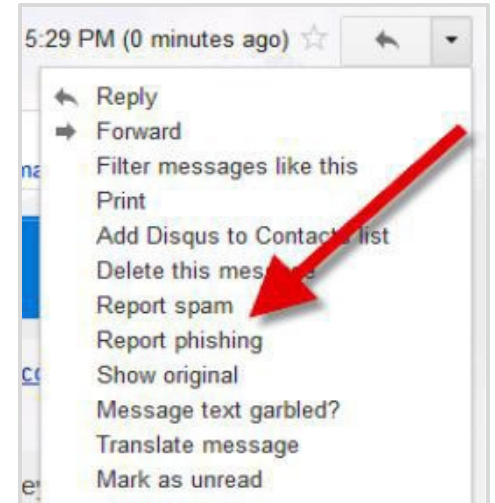 5:29 PM (0 minutes ago)
Reply
Forward
Filter messages like this
Print
Add Disqus to Contacts list
Delete this message
Report spam
Report phishing
Show original
Message text garbled?
Translate message
Mark as unread